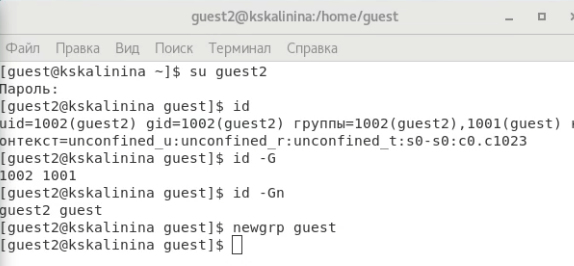 guest2@kskalinina:/home/guest
Файл Правка Вид Поиск Терминал Справка
[guest@kskalinina ~]$ su guest2
Пароль:
[guest2@kskalinina guest]$ id
uid=1002(guest2) gid=1002(guest2) группы=1002(guest2),1001(guest)
онтекст=unconfined_u:unconfined_r:unconfined_t:s0-s0:c0.c1023
[guest2@kskalinina guest]$ id -G
1002 1001
[guest2@kskalinina guest]$ id -Gn
guest2 guest
[guest2@kskalinina guest]$ newgrp guest
[guest2@kskalinina guest]$